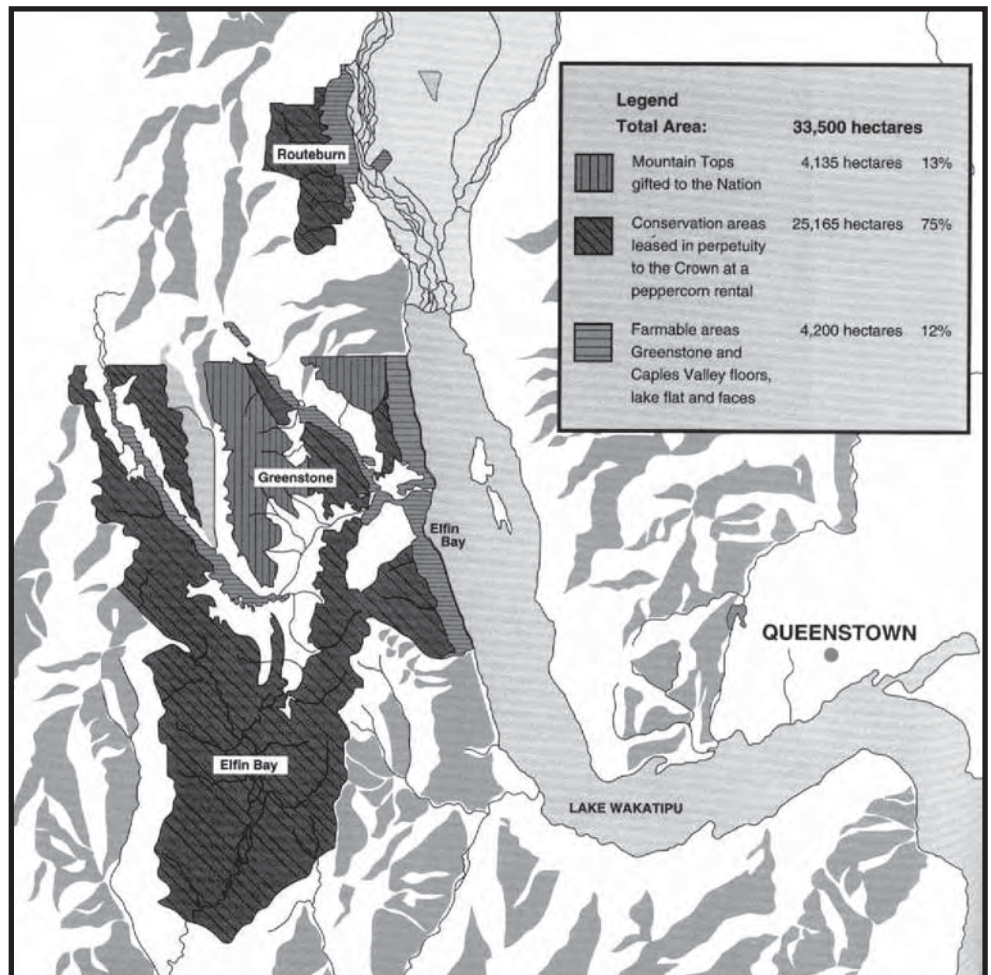 Legend
Total Area: 33,500 hectares
Mountain Tops 4,135 hectares 13%
gifted to the Nation
Conservation areas 25,165 hectares 75%
leased in perpetuity
to the Crown at a
peppercorn rental
Farmable areas 4,200 hectares 12%
Greenstone and
Caples Valley floors,
lake flat and faces
Routeburn
Greenstone
Elfin
Bay
QUEENSTOWN
Elfin Bay
LAKE WAKATIPU